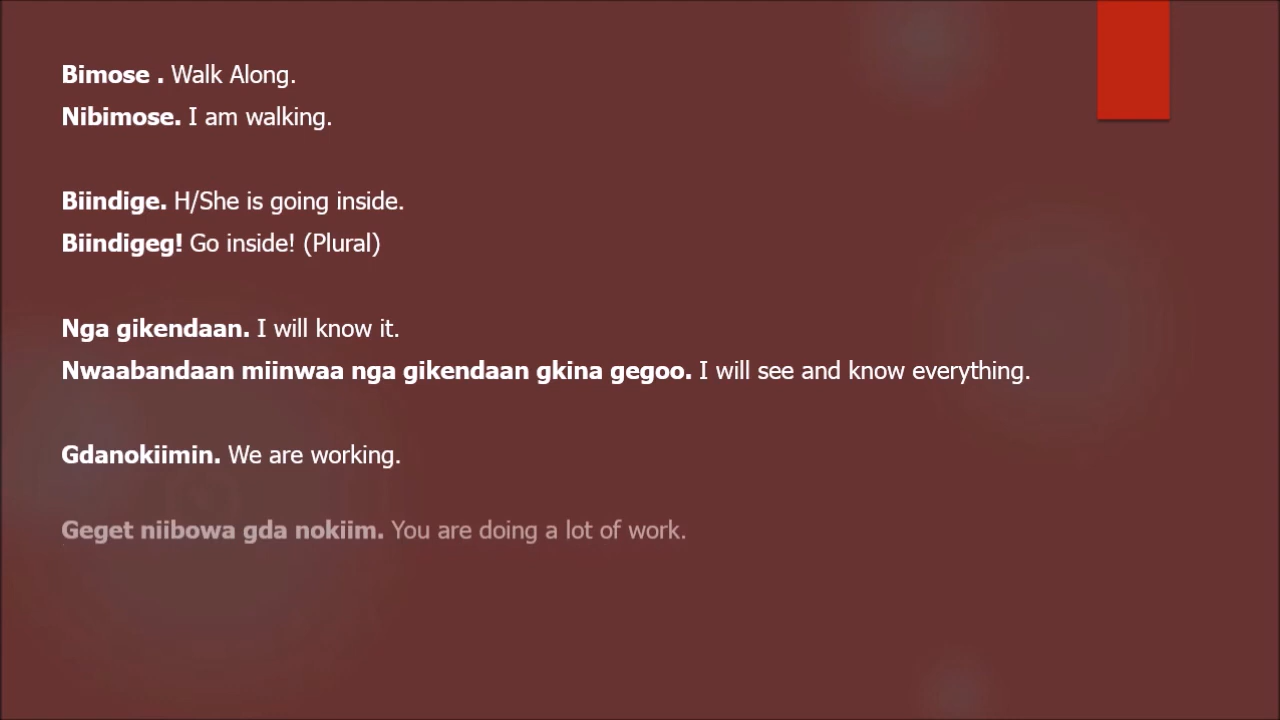 Bimose . Walk Along.
Nibimose. I am walking.
Biindige. H/She is going inside.
Biindigeg! Go inside! (Plural)
Nga gikendaan. I will know it.
Nwaabandaan miinwaa nga gikendaan gkina gegoo. I will see and know everything.
Gdanokiimin. We are working.
Geget niibowa gda nokiim. You are doing a lot of work.